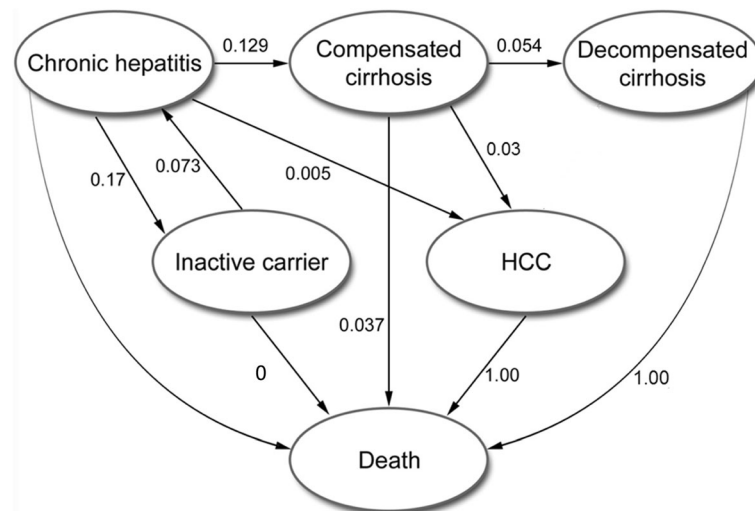 Chronic hepatitis
0.129
Compensated
cirrhosis
0.054
Decompensated
cirrhosis
0.17
0.073
0.005
0.03
Inactive carrier
HCC
0.037
0
1.00
1.00
Death